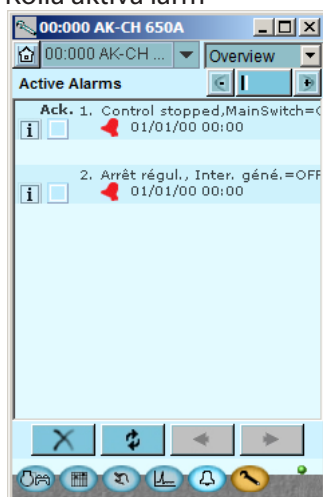 Kolla aktiva larm
00:000 AK-CH 650A
00:000 AK-CH ... Overview
Active Alarms
Ack. 1. Control stopped,MainSwitch=
01/01/00 00:00
2. Arrêt régul., Inter. géné.=OFF
01/01/00 00:00